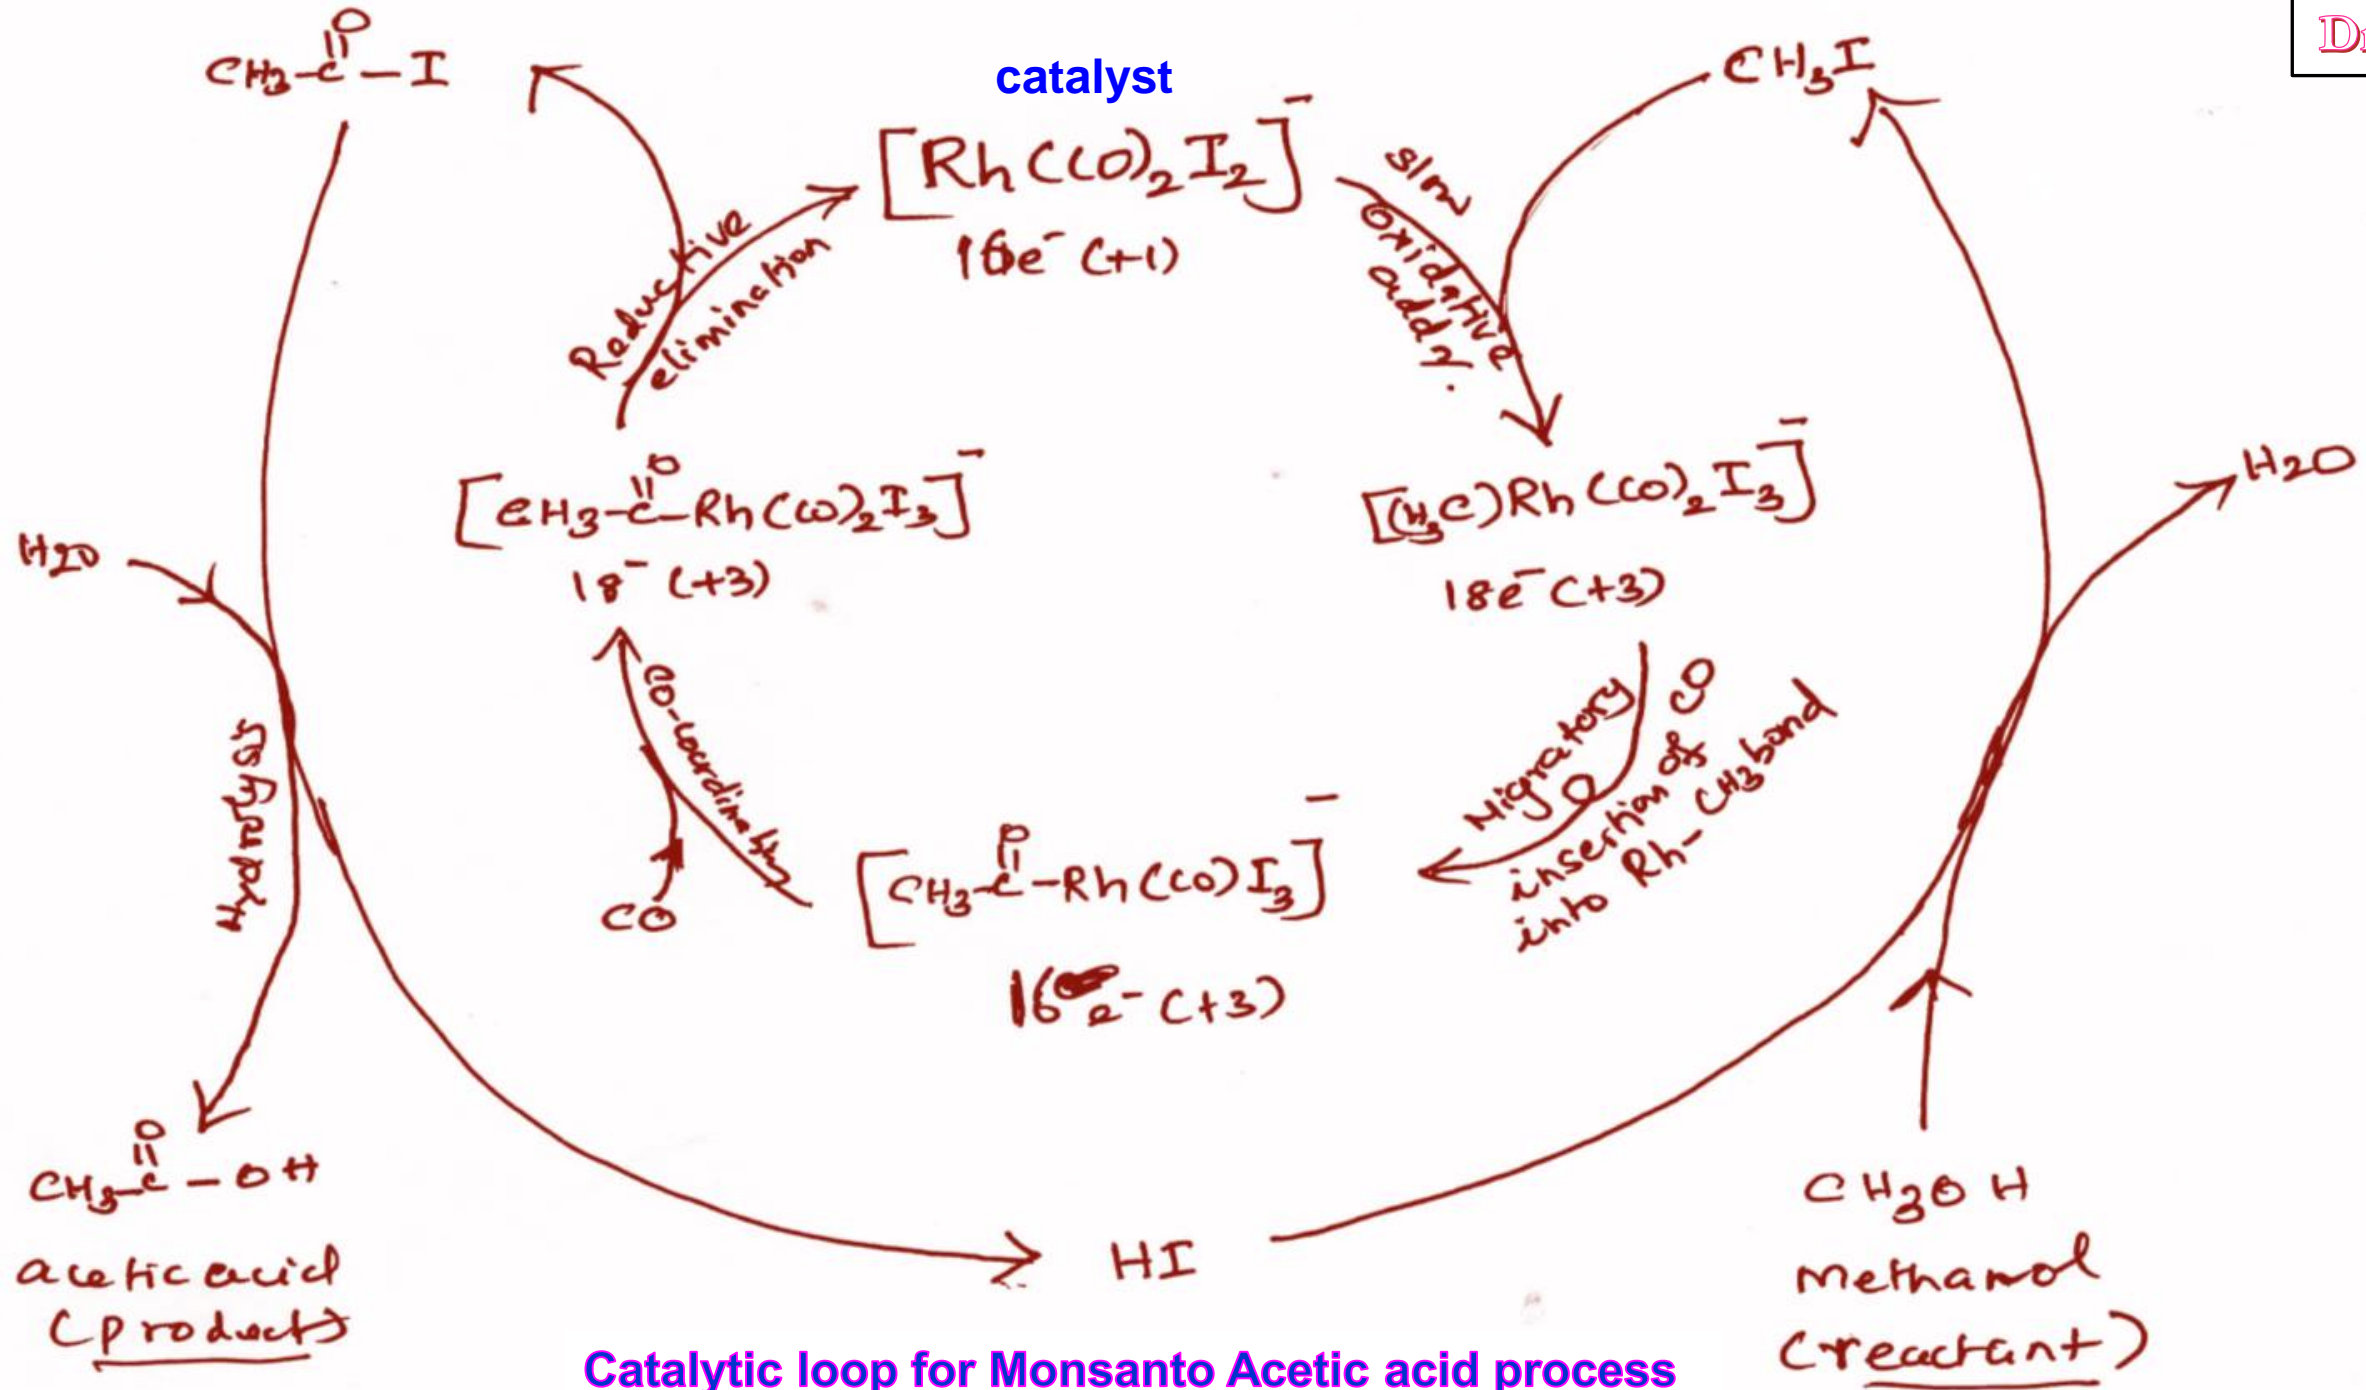 CH3-C(=O)-I
catalyst
CH3I
[Rh(CO)2I2]-
16e- (+1)
slow
oxidative
addn.
Reductive
elimination
[CH3-C(=O)-Rh(CO)2I3]-
18- (+3)
[(H3C)Rh(CO)2I3]-
18e- (+3)
H2O
H2O
Hydrolysis
CO-coordinatn
CO
Migratory
insertion of CO
into Rh-CH3 bond
[CH3-C(=O)-Rh(CO)I3]-
16e- (+3)
CH3-C(=O)-OH
acetic acid
(product)
HI
CH3OH
Methanol
(reactant)
Catalytic loop for Monsanto Acetic acid process